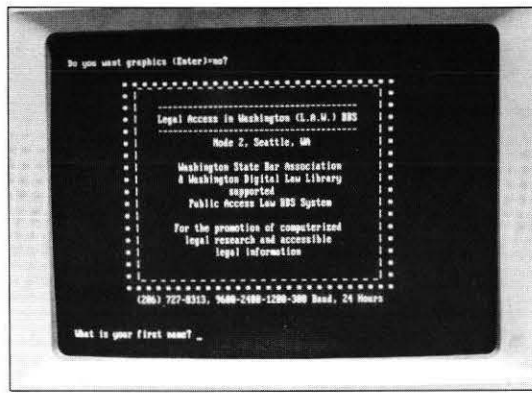 Do you want graphics (Enter)=no?
Legal Access in Washington (L.A.W.) BBS
Node 2, Seattle, WA
Washington State Bar Association
& Washington Digital Law Library
supported
Public Access Law BBS System
For the promotion of computerized
legal research and accessible
legal information
(206) 727-8313, 9600-2400-1200-300 Baud, 24 Hours
What is your first name? _